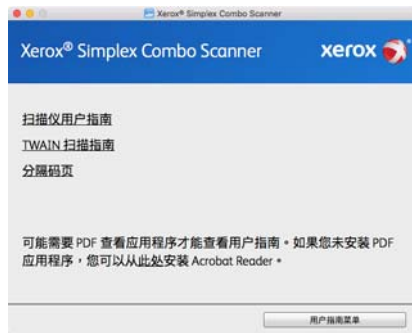 Xerox® Simplex Combo Scanner
Xerox® Simplex Combo Scanner
xerox
扫描仪用户指南
TWAIN 扫描指南
分隔码页
可能需要 PDF 查看应用程序才能查看用户指南。如果您未安装 PDF
应用程序，您可以从此处安装 Acrobat Reader。
用户指南菜单